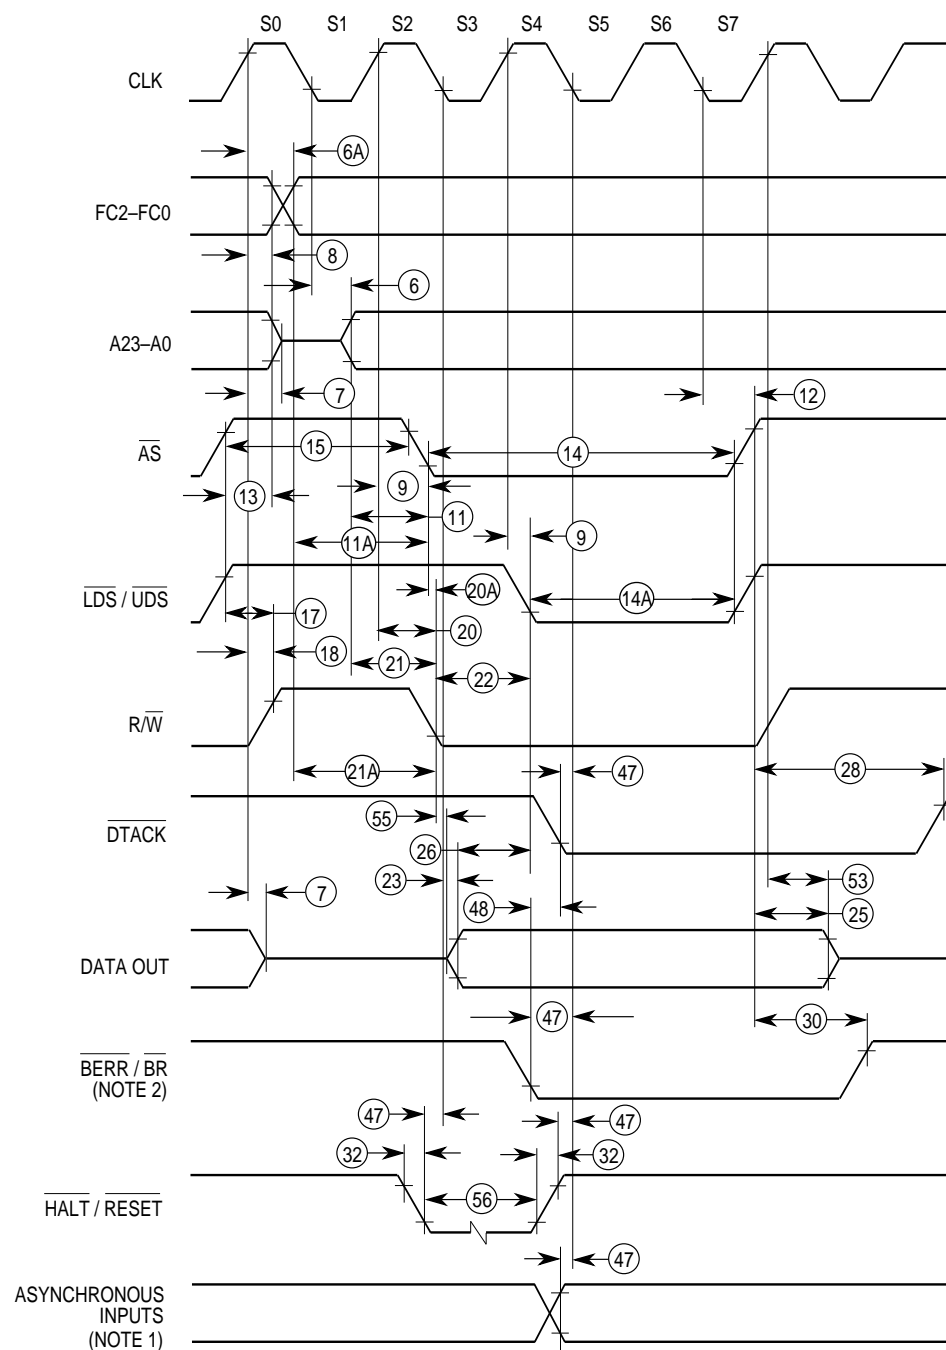 S0 S1 S2 S3 S4 S5 S6 S7
CLK
6A
FC2–FC0
8
6
A23–A0
7
12
AS
15
14
9
13
11
9
11A
LDS / UDS
20A
14A
17
20
18
21
22
R/W
21A
47
28
DTACK
55
26
23
53
7
48
25
DATA OUT
47
30
BERR / BR
(NOTE 2)
47
47
32
32
HALT / RESET
56
47
ASYNCHRONOUS
INPUTS
(NOTE 1)